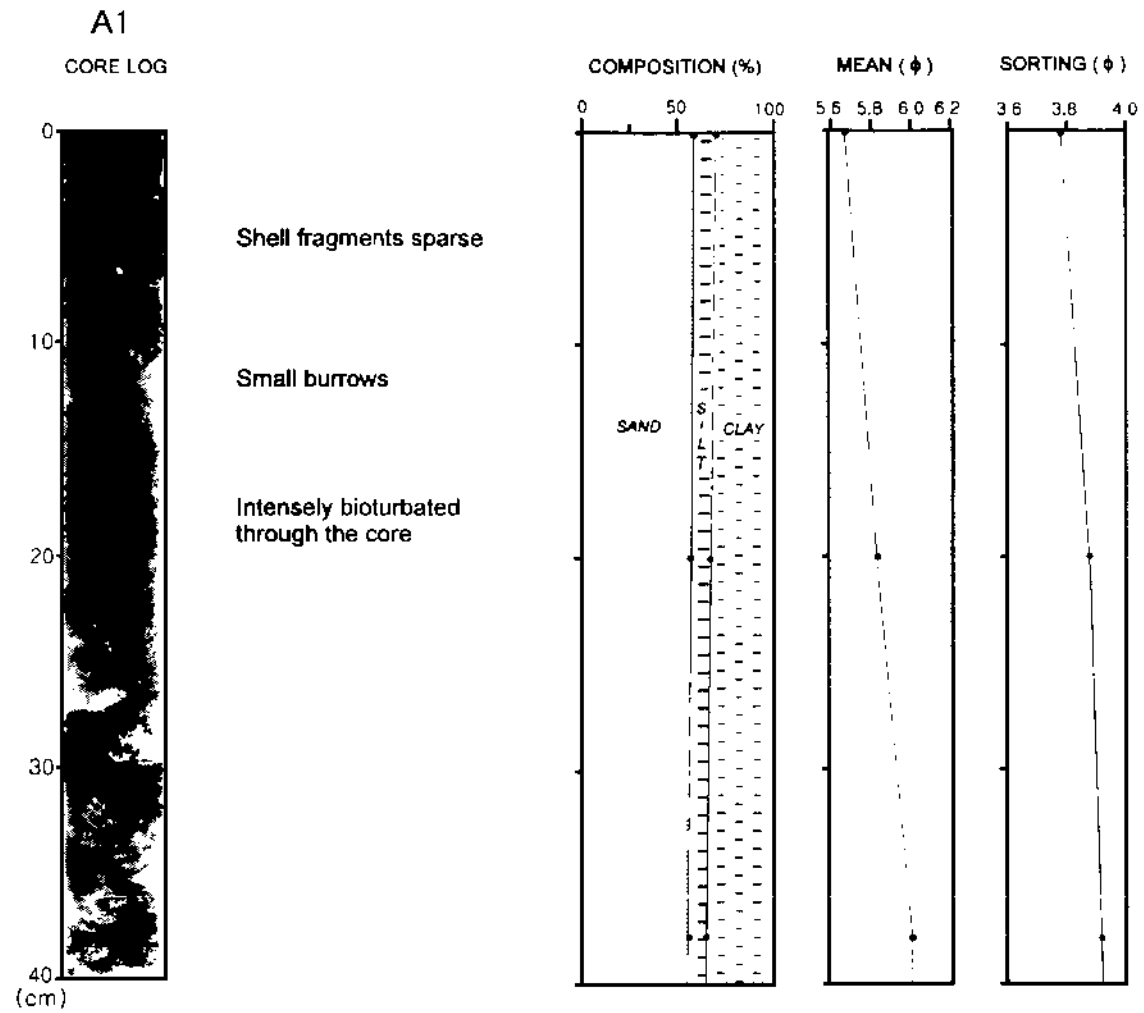 A1
CORE LOG
COMPOSITION (%)
MEAN (ϕ)
SORTING (ϕ)
0 50 100
5.6 5.8 6.0 6.2
3.6 3.8 4.0
0
Shell fragments sparse
10
Small burrows
SAND
SILT
CLAY
Intensely bioturbated
through the core
20
30
40
(cm)